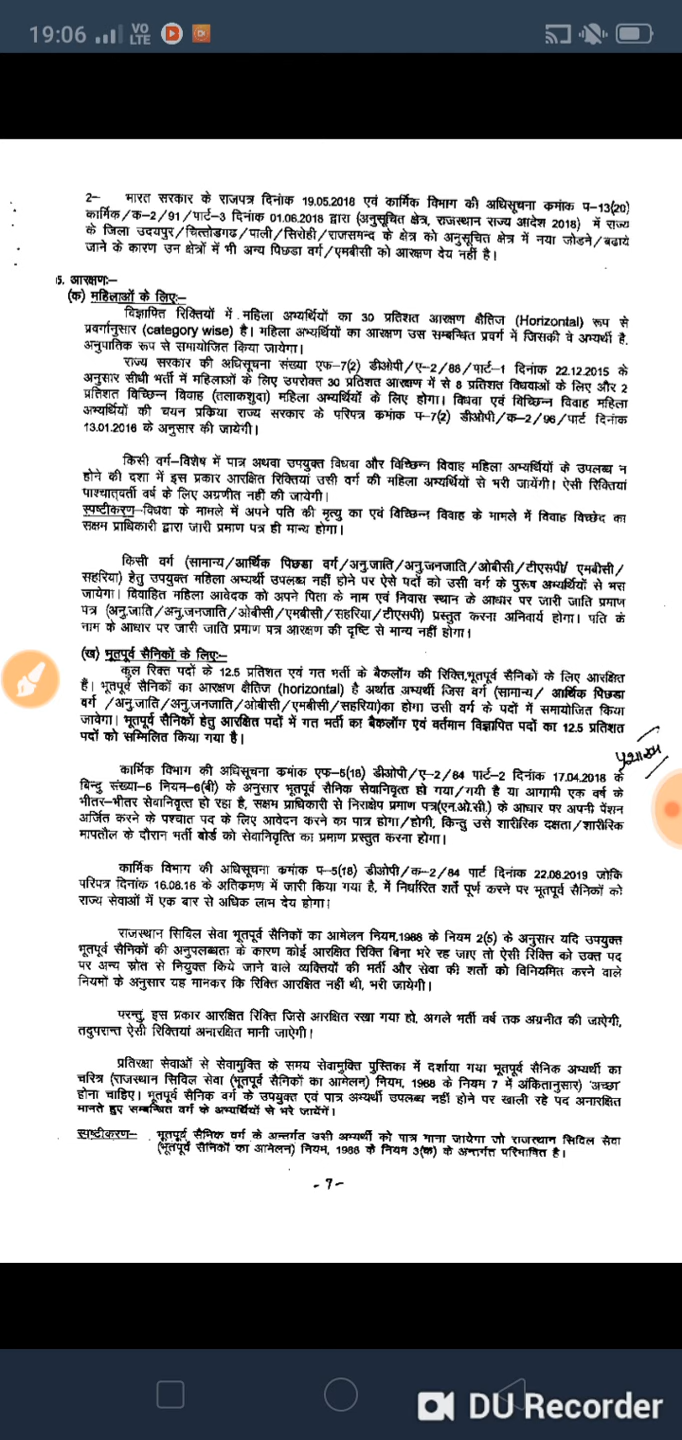 19:06
VO LTE
2- भारत सरकार के राजपत्र दिनांक 19.05.2018 एवं कार्मिक विभाग की अधिसूचना कमांक प-13(20)
कार्मिक/क-2/91/पार्ट-3 दिनांक 01.06.2018 द्वारा (अनुसूचित क्षेत्र, राजस्थान राज्य आदेश 2018) में राज्य
के जिला उदयपुर/चित्तोडगढ/पाली/सिरोही/राजसमन्द के क्षेत्र को अनुसूचित क्षेत्र में नया जोडने/बढाये
जाने के कारण उन क्षेत्रों में भी अन्य पिछडा वर्ग/एमबीसी को आरक्षण देय नहीं है।
5. आरक्षणः-
(क) महिलाओं के लिएः-
विज्ञापित रिक्तियों में महिला अभ्यर्थियों का 30 प्रतिशत आरक्षण क्षैतिज (Horizontal) रूप से
प्रवर्गानुसार (category wise) है। महिला अभ्यर्थियों का आरक्षण उस सम्बन्धित प्रवर्ग में जिसकी वे अभ्यर्थी है,
अनुपातिक रूप से समायोजित किया जायेगा।
राज्य सरकार की अधिसूचना संख्या एफ-7(2) डीओपी/ए-2/88/पार्ट-1 दिनांक 22.12.2015 के
अनुसार सीधी भर्ती में महिलाओं के लिए उपरोक्त 30 प्रतिशत आरक्षण में से 8 प्रतिशत विधवाओं के लिए और 2
प्रतिशत विच्छिन्न विवाह (तलाकशुदा) महिला अभ्यर्थियों के लिए होगा। विधवा एवं विच्छिन्न विवाह महिला
अभ्यर्थियों की चयन प्रकिया राज्य सरकार के परिपत्र कमांक प-7(2) डीओपी/क-2/96/पार्ट दिनांक
13.01.2016 के अनुसार की जायेगी।
किसी वर्ग-विशेष में पात्र अथवा उपयुक्त विधवा और विच्छिन्न विवाह महिला अभ्यर्थियों के उपलब्ध न
होने की दशा में इस प्रकार आरक्षित रिक्तियां उसी वर्ग की महिला अभ्यर्थियों से भरी जायेंगी। ऐसी रिक्तियां
पाश्चात्वर्ती वर्ष के लिए अग्रणीत नही की जायेगी।
स्पष्टीकरण-विधवा के मामले में अपने पति की मृत्यु का एवं विच्छिन्न विवाह के मामले में विवाह विच्छेद का
सक्षम प्राधिकारी द्वारा जारी प्रमाण पत्र ही मान्य होगा।
किसी वर्ग (सामान्य/आर्थिक पिछडा वर्ग/अनु.जाति/अनु.जनजाति/ओबीसी/टीएसपी/ एमबीसी/
सहरिया) हेतु उपयुक्त महिला अभ्यर्थी उपलब्ध नहीं होने पर ऐसे पदों को उसी वर्ग के पुरूष अभ्यर्थियों से भरा
जायेगा। विवाहित महिला आवेदक को अपने पिता के नाम एवं निवास स्थान के आधार पर जारी जाति प्रमाण
पत्र (अनु.जाति/अनु.जनजाति/ओबीसी/एमबीसी/सहरिया/टीएसपी) प्रस्तुत करना अनिवार्य होगा। पति के
नाम के आधार पर जारी जाति प्रमाण पत्र आरक्षण की दृष्टि से मान्य नहीं होगा।
(ख) भूतपूर्व सैनिकों के लिएः-
कुल रिक्त पदों के 12.5 प्रतिशत एवं गत भर्ती के बैकलॉग की रिक्ति,भूतपूर्व सैनिकों के लिए आरक्षित
हैं। भूतपूर्व सैनिकों का आरक्षण क्षैतिज (horizontal) है अर्थात अभ्यर्थी जिस वर्ग (सामान्य/ आर्थिक पिछडा
वर्ग /अनु.जाति/अनु.जनजाति/ओबीसी/एमबीसी/सहरिया)का होगा उसी वर्ग के पदों में समायोजित किया
जावेगा। भूतपूर्व सैनिकों हेतु आरक्षित पदों में गत भर्ती का बैकलॉग एवं वर्तमान विज्ञापित पदों का 12.5 प्रतिशत
पदों को सम्मिलित किया गया है।
कार्मिक विभाग की अधिसूचना क्रमांक एफ-5(18) डीओपी/ए-2/84 पार्ट-2 दिनांक 17.04.2018 के
बिन्दु संख्या-6 नियम-6(बी) के अनुसार भूतपूर्व सैनिक सेवानिवृत हो गया/गयी है या आगामी एक वर्ष के
भीतर-भीतर सेवानिवृत्त हो रहा है, सक्षम प्राधिकारी से निराक्षेप प्रमाण पत्र(एन.ओ.सी.) के आधार पर अपनी पेंशन
अर्जित करने के पश्चात पद के लिए आवेदन करने का पात्र होगा/होगी, किन्तु उसे शारीरिक दक्षता/शारीरिक
मापतौल के दौरान भर्ती बोर्ड को सेवानिवृत्ति का प्रमाण प्रस्तुत करना होगा।
कार्मिक विभाग की अधिसूचना क्रमांक प-5(18) डीओपी/क-2/84 पार्ट दिनांक 22.08.2019 जोकि
परिपत्र दिनांक 16.08.16 के अतिक्रमण में जारी किया गया है, में निर्धारित शर्ते पूर्ण करने पर भूतपूर्व सैनिकों को
राज्य सेवाओं में एक बार से अधिक लाभ देय होगा।
राजस्थान सिविल सेवा भूतपूर्व सैनिकों का आमेलन नियम,1988 के नियम 2(5) के अनुसार यदि उपयुक्त
भूतपूर्व सैनिकों की अनुपलब्धता के कारण कोई आरक्षित रिक्ति बिना भरे रह जाए तो ऐसी रिक्ति को उक्त पद
पर अन्य स्रोत से नियुक्त किये जाने वाले व्यक्तियों की भर्ती और सेवा की शर्तो को विनियमित करने वाले
नियमों के अनुसार यह मानकर कि रिक्ति आरक्षित नहीं थी, भरी जायेगी।
परन्तु, इस प्रकार आरक्षित रिक्ति जिसे आरक्षित रखा गया हो, अगले भर्ती वर्ष तक अग्रनीत की जाऐगी,
तदुपरान्त ऐसी रिक्तियां अनारक्षित मानी जाऐगी।
प्रतिरक्षा सेवाओं से सेवामुक्ति के समय सेवामुक्ति पुस्तिका में दर्शाया गया भूतपूर्व सैनिक अभ्यर्थी का
चरित्र (राजस्थान सिविल सेवा (भूतपूर्व सैनिकों का आमेलन) नियम, 1988 के नियम 7 में अंकितानुसार) 'अच्छा'
होना चाहिए। भूतपूर्व सैनिक वर्ग के उपयुक्त एवं पात्र अभ्यर्थी उपलब्ध नहीं होने पर खाली रहे पद अनारक्षित
मानते हुए सम्बन्धित वर्ग के अभ्यर्थियों से भरे जायेंगें।
स्पष्टीकरण- भूतपूर्व सैनिक वर्ग के अन्तर्गत उसी अभ्यर्थी को पात्र माना जायेगा जो राजस्थान सिविल सेवा
(भूतपूर्व सैनिकों का आमेलन) नियम, 1988 के नियम 3(क) के अन्तर्गत परिभाषित है।
-7-
DU Recorder